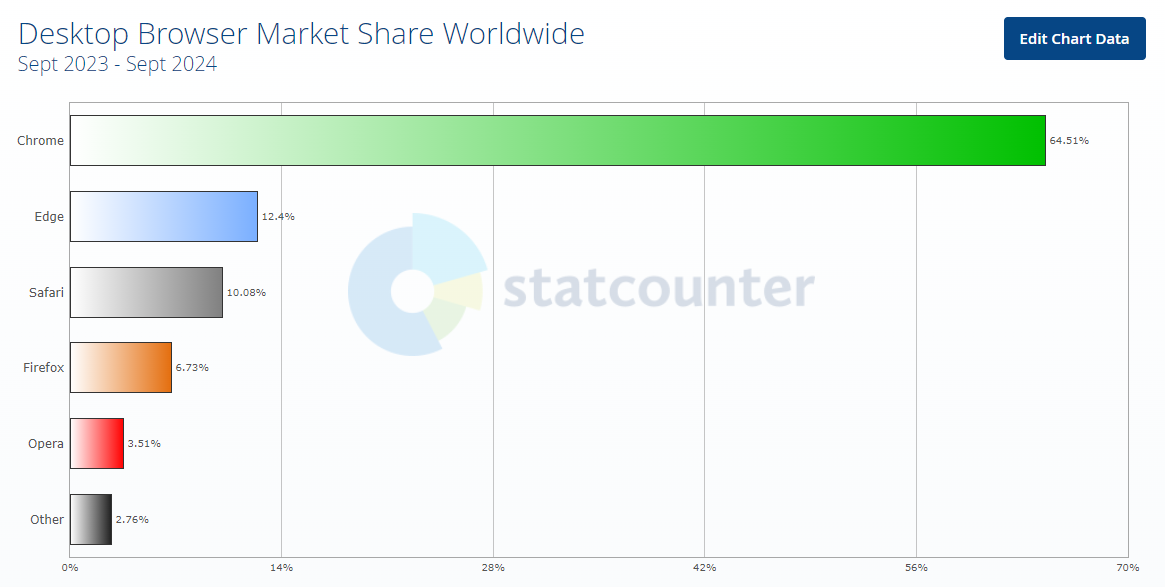 Desktop Browser Market Share Worldwide
Sept 2023 - Sept 2024
Edit Chart Data
Chrome 64.51%
Edge 12.4%
Safari 10.08%
statcounter
Firefox 6.73%
Opera 3.51%
Other 2.76%
0% 14% 28% 42% 56% 70%